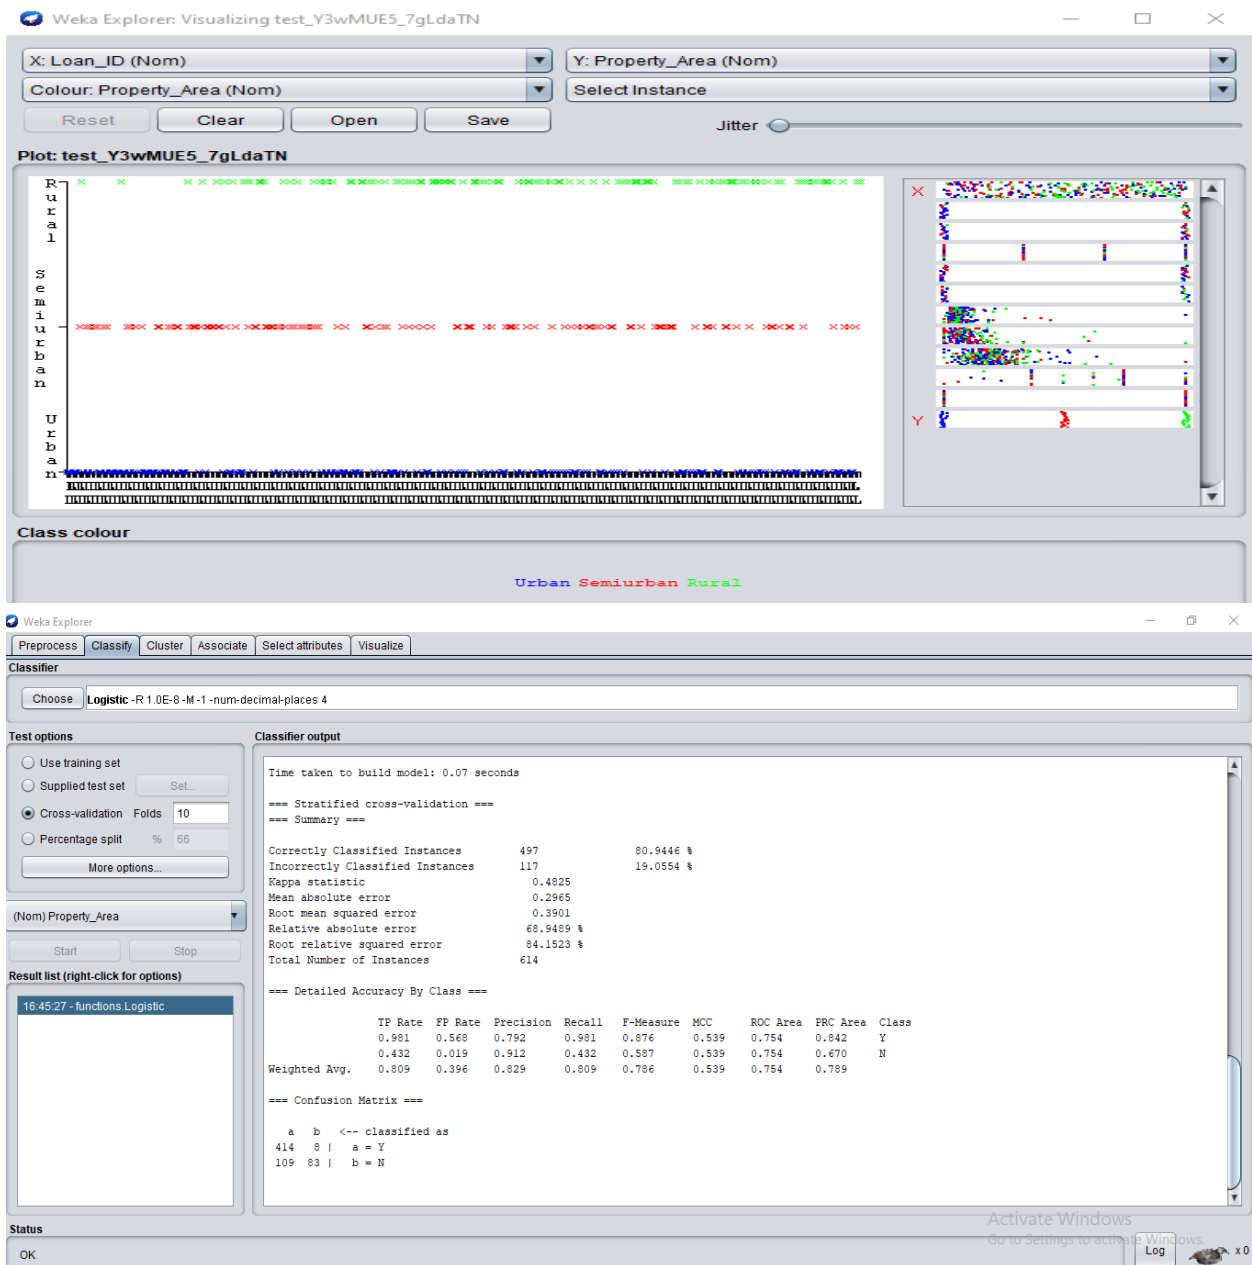 Weka Explorer: Visualizing test_Y3wMUE5_7gLdaTN
X: Loan_ID (Nom)
Y: Property_Area (Nom)
Colour: Property_Area (Nom)
Select Instance
Reset
Clear
Open
Save
Jitter
Plot: test_Y3wMUE5_7gLdaTN
Rural
Semiurban
Urban
X
Y
Class colour
Urban Semiurban Rural
Weka Explorer
Preprocess Classify Cluster Associate Select attributes Visualize
Classifier
Choose Logistic -R 1.0E-8 -M -1 -num-decimal-places 4
Test options
Use training set
Supplied test set Set...
Cross-validation Folds 10
Percentage split % 66
More options...
(Nom) Property_Area
Start Stop
Result list (right-click for options)
16:45:27 - functions.Logistic
Classifier output
Time taken to build model: 0.07 seconds
=== Stratified cross-validation ===
=== Summary ===
Correctly Classified Instances 497 80.9446 %
Incorrectly Classified Instances 117 19.0554 %
Kappa statistic 0.4825
Mean absolute error 0.2965
Root mean squared error 0.3901
Relative absolute error 68.9489 %
Root relative squared error 84.1523 %
Total Number of Instances 614
=== Detailed Accuracy By Class ===
TP Rate FP Rate Precision Recall F-Measure MCC ROC Area PRC Area Class
0.981 0.568 0.792 0.981 0.876 0.539 0.754 0.842 Y
0.432 0.019 0.912 0.432 0.587 0.539 0.754 0.670 N
Weighted Avg. 0.809 0.396 0.829 0.809 0.786 0.539 0.754 0.789
=== Confusion Matrix ===
a b <-- classified as
414 8 | a = Y
109 83 | b = N
Activate Windows
Go to Settings to activate Windows.
Status
OK
Log
x 0